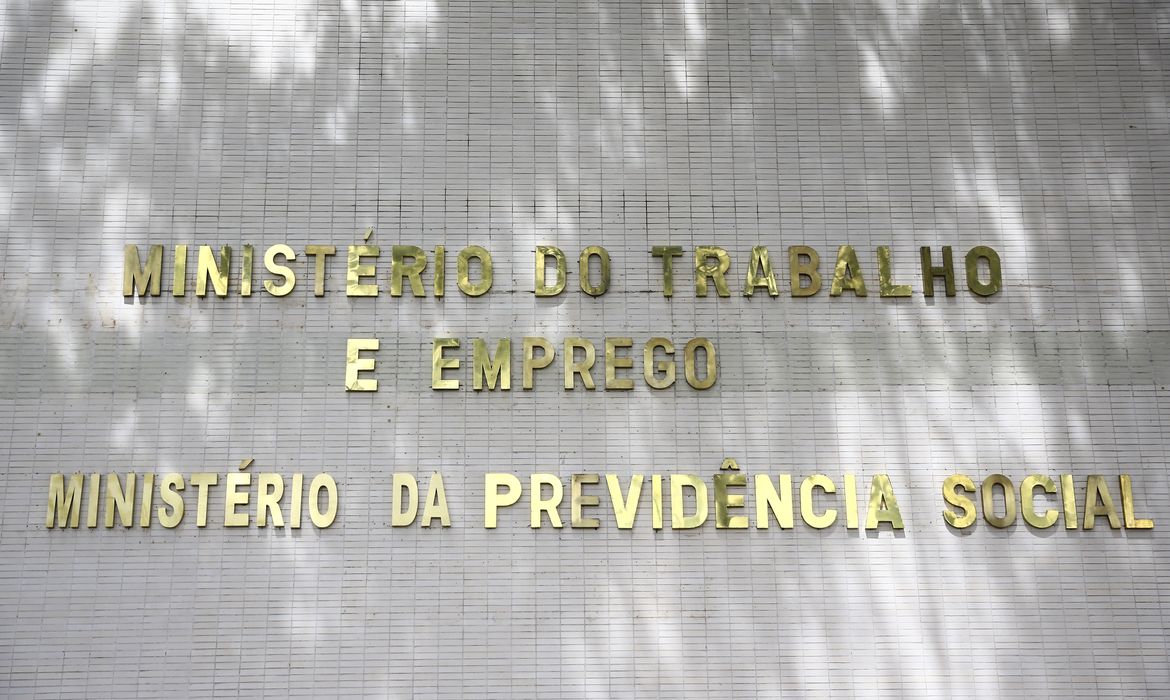 MINISTÉRIO DO TRABALHO
E EMPREGO
MINISTÉRIO DA PREVIDÊNCIA SOCIAL